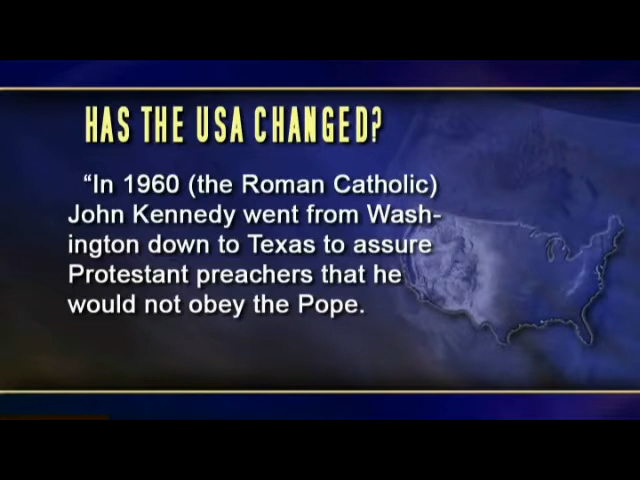 HAS THE USA CHANGED?
“In 1960 (the Roman Catholic)
John Kennedy went from Wash-
ington down to Texas to assure
Protestant preachers that he
would not obey the Pope.